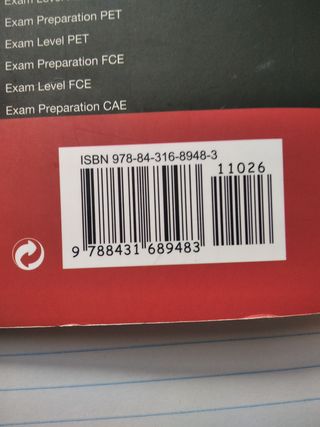 Exam Preparation PET
Exam Level PET
Exam Preparation FCE
Exam Level FCE
Exam Preparation CAE
ISBN 978-84-316-8948-3
11026
9 788431 689483